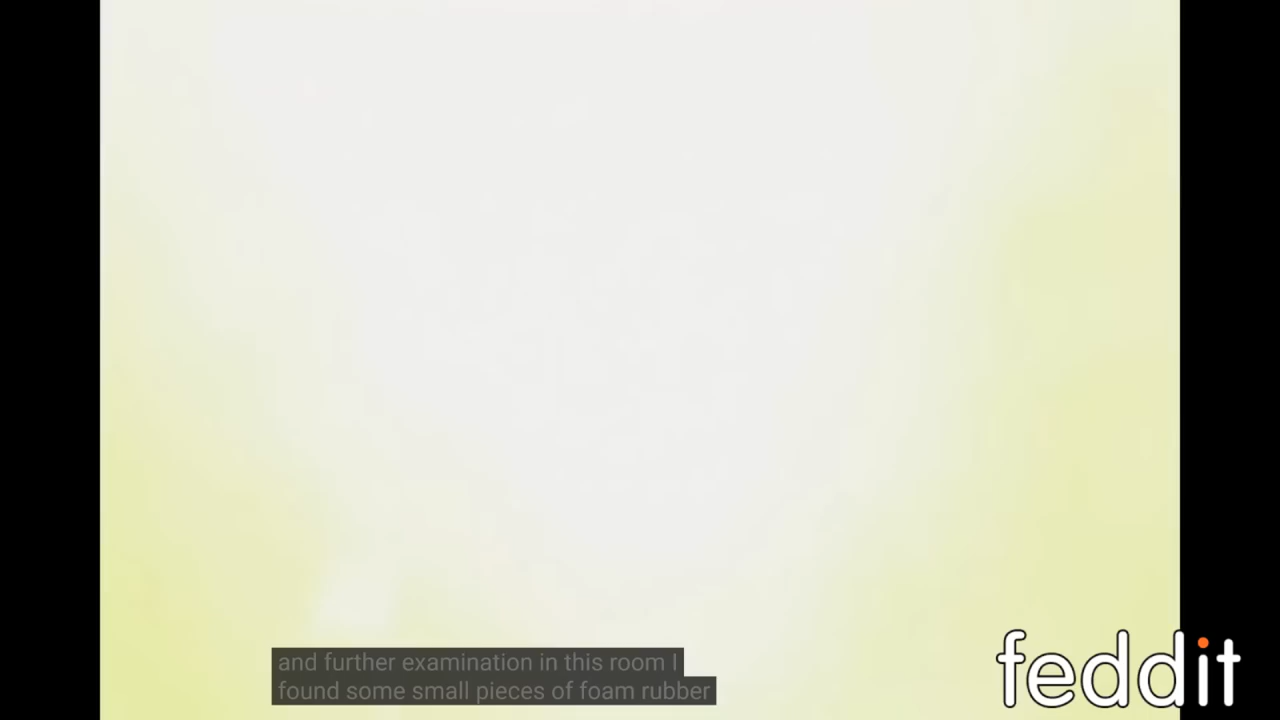 and further examination in this room I
found some small pieces of foam rubber
feddit